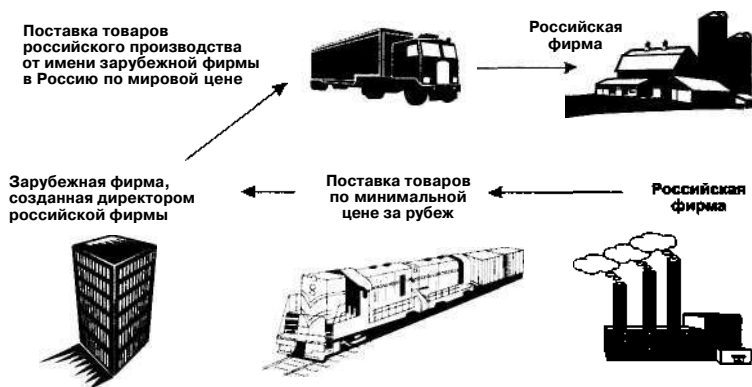 Поставка товаров
российского производства
от имени зарубежной фирмы
в Россию по мировой цене
Российская
фирма
Зарубежная фирма,
созданная директором
российской фирмы
Поставка товаров
по минимальной
цене за рубеж
Российская
фирма